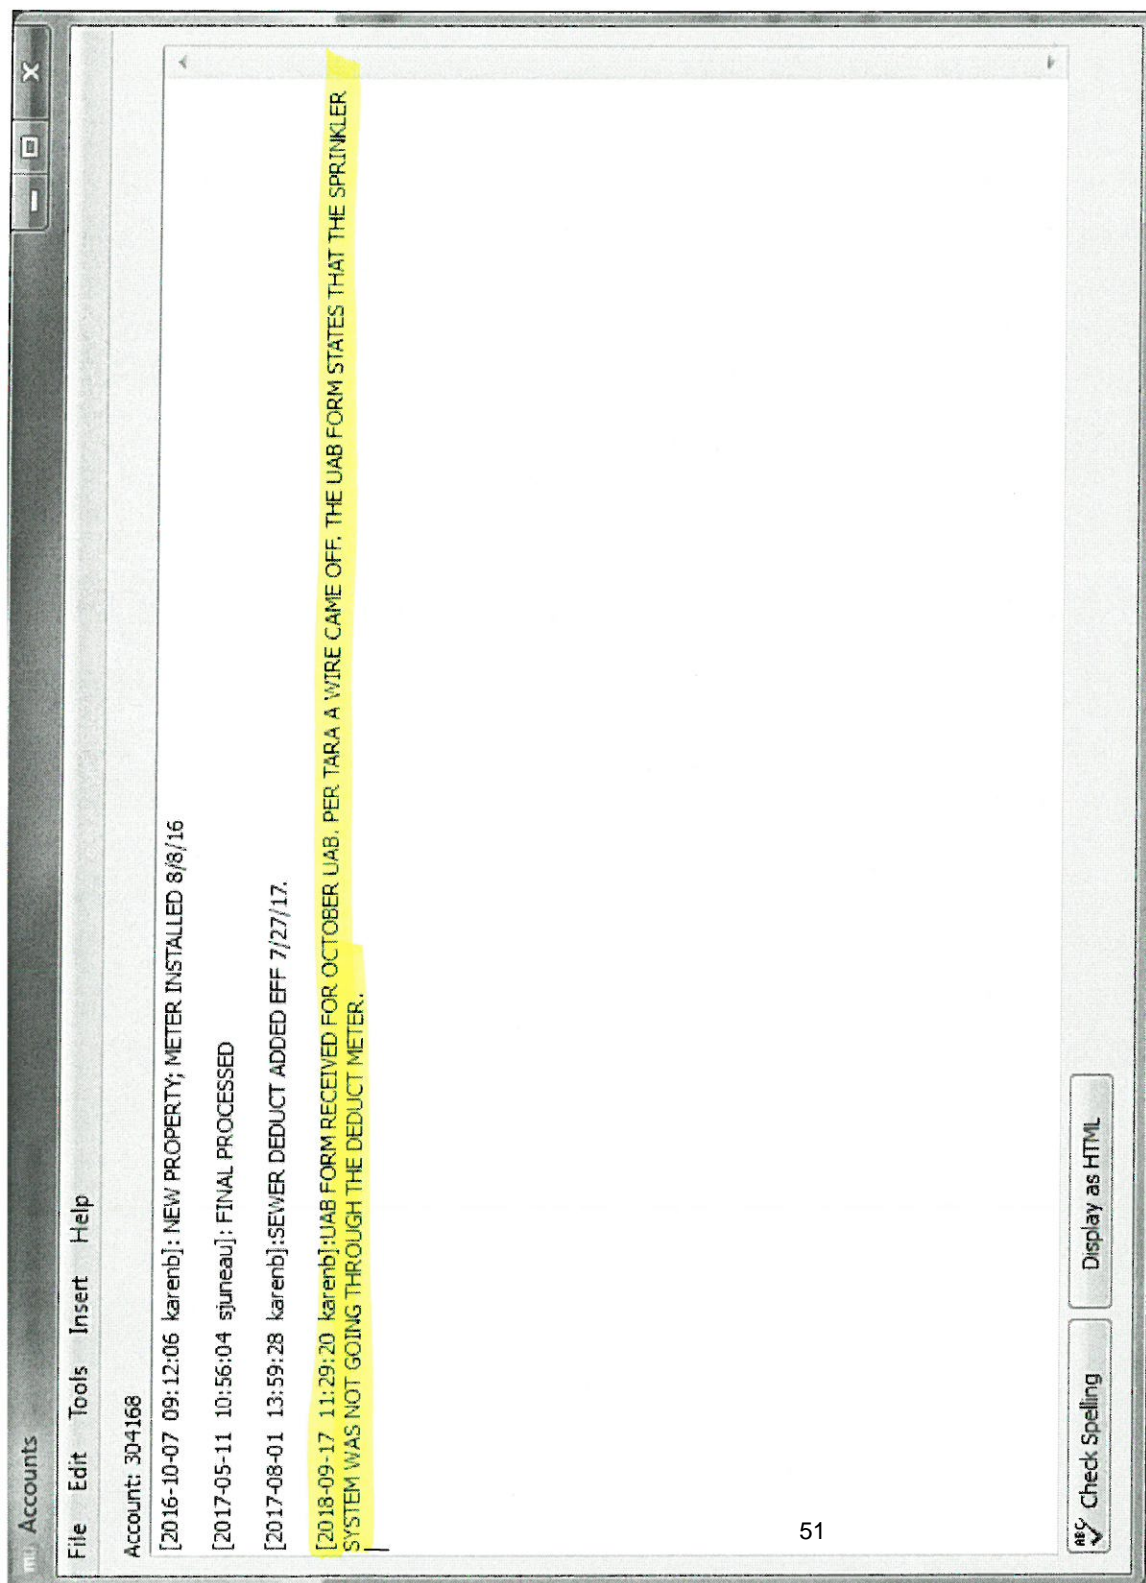 Accounts
File Edit Tools Insert Help
Account: 304168
[2016-10-07 09:12:06 karenb]: NEW PROPERTY; METER INSTALLED 8/8/16
[2017-05-11 10:56:04 sjuneau]: FINAL PROCESSED
[2017-08-01 13:59:28 karenb]:SEWER DEDUCT ADDED EFF 7/27/17.
[2018-09-17 11:29:20 karenb]:UAB FORM RECEIVED FOR OCTOBER UAB. PER TARA A WIRE CAME OFF. THE UAB FORM STATES THAT THE SPRINKLER
SYSTEM WAS NOT GOING THROUGH THE DEDUCT METER.
51
ABC Check Spelling Display as HTML